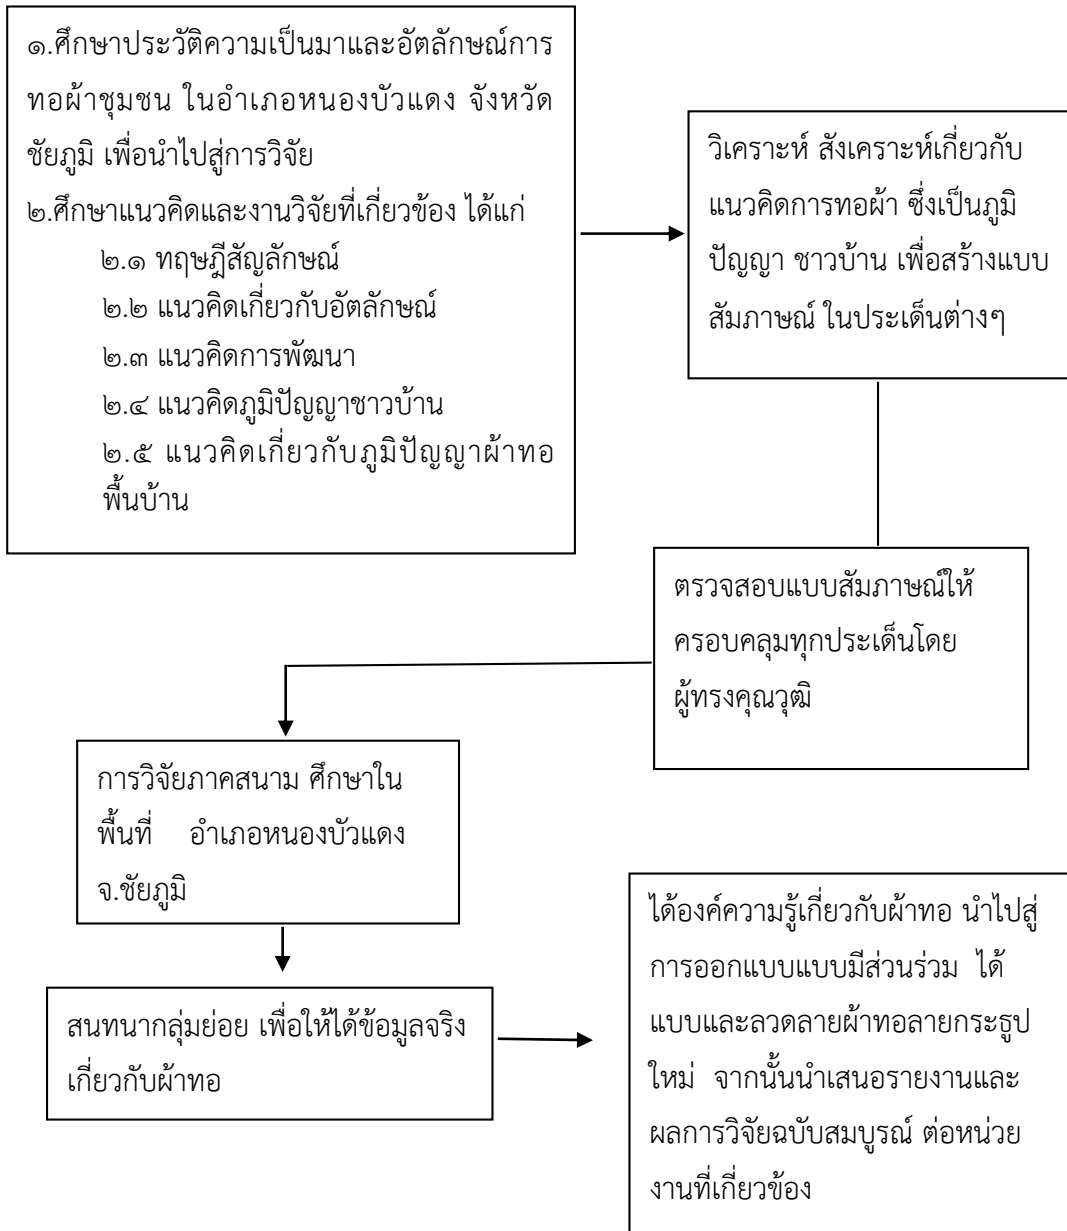 ๑.ศึกษาประวัติความเป็นมาและอัตลักษณ์การ
ทอผ้าชุมชน ในอำเภอหนองบัวแดง จังหวัด
ชัยภูมิ เพื่อนำไปสู่การวิจัย
๒.ศึกษาแนวคิดและงานวิจัยที่เกี่ยวข้อง ได้แก่
๒.๑ ทฤษฎีสัญลักษณ์
๒.๒ แนวคิดเกี่ยวกับอัตลักษณ์
๒.๓ แนวคิดการพัฒนา
๒.๔ แนวคิดภูมิปัญญาชาวบ้าน
๒.๕ แนวคิดเกี่ยวกับภูมิปัญญาผ้าทอ
พื้นบ้าน
วิเคราะห์ สังเคราะห์เกี่ยวกับ
แนวคิดการทอผ้า ซึ่งเป็นภูมิ
ปัญญา ชาวบ้าน เพื่อสร้างแบบ
สัมภาษณ์ ในประเด็นต่างๆ
ตรวจสอบแบบสัมภาษณ์ให้
ครอบคลุมทุกประเด็นโดย
ผู้ทรงคุณวุฒิ
การวิจัยภาคสนาม ศึกษาใน
พื้นที่ อำเภอหนองบัวแดง
จ.ชัยภูมิ
สนทนากลุ่มย่อย เพื่อให้ได้ข้อมูลจริง
เกี่ยวกับผ้าทอ
ได้องค์ความรู้เกี่ยวกับผ้าทอ นำไปสู่
การออกแบบแบบมีส่วนร่วม ได้
แบบและลวดลายผ้าทอลายกระธูป
ใหม่ จากนั้นนำเสนอรายงานและ
ผลการวิจัยฉบับสมบูรณ์ ต่อหน่วย
งานที่เกี่ยวข้อง